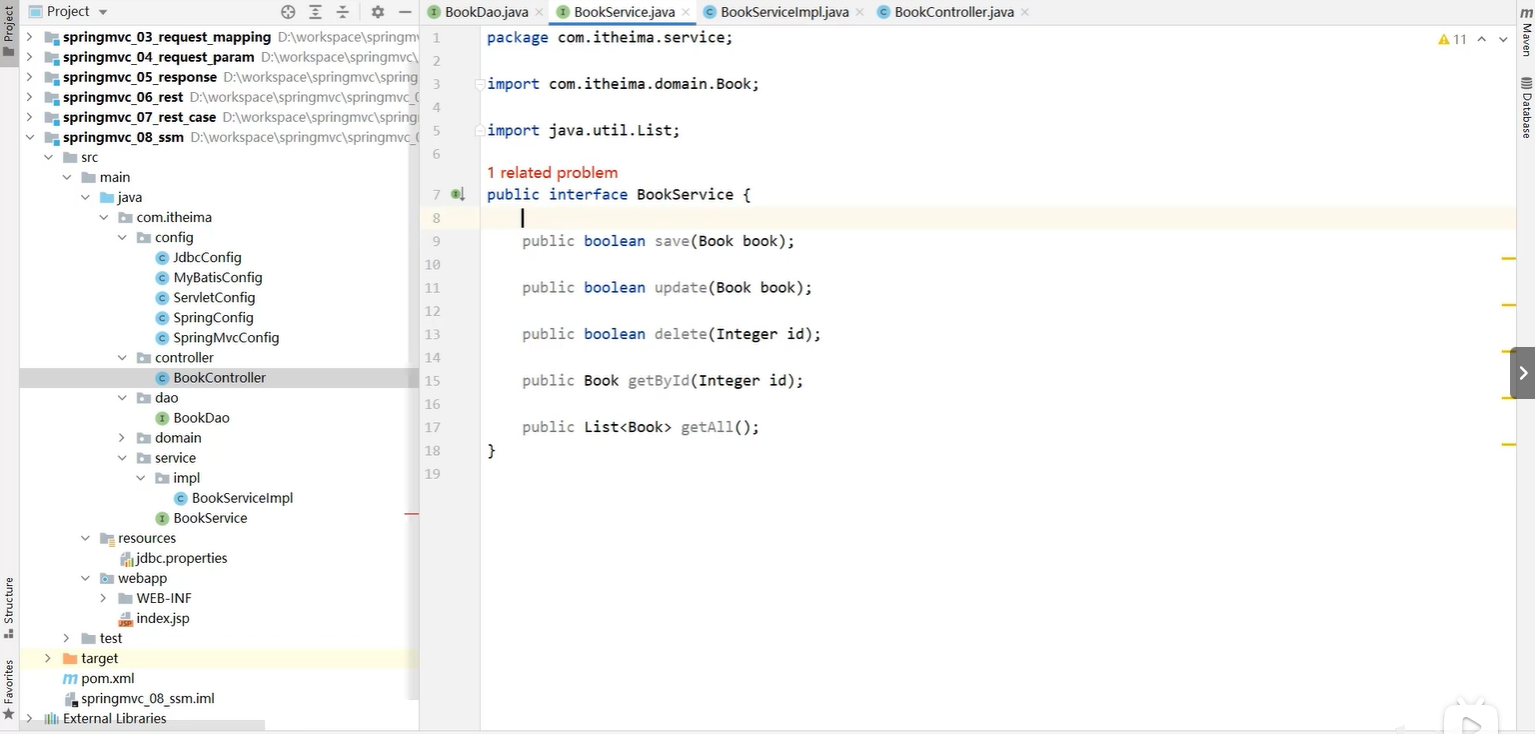 Project
BookDao.java
BookService.java
BookServiceImpl.java
BookController.java
Project
Structure
Favorites
springmvc_03_request_mapping D:\workspace\springmv
springmvc_04_request_param D:\workspace\springmvc\
springmvc_05_response D:\workspace\springmvc\spring
springmvc_06_rest D:\workspace\springmvc\springmvc_0
springmvc_07_rest_case D:\workspace\springmvc\spring
springmvc_08_ssm D:\workspace\springmvc\springmvc_0
src
main
java
com.itheima
config
JdbcConfig
MyBatisConfig
ServletConfig
SpringConfig
SpringMvcConfig
controller
BookController
dao
BookDao
domain
service
impl
BookServiceImpl
BookService
resources
jdbc.properties
webapp
WEB-INF
index.jsp
test
target
pom.xml
springmvc_08_ssm.iml
External Libraries
1 package com.itheima.service;
2
3 import com.itheima.domain.Book;
4
5 import java.util.List;
6
1 related problem
7 public interface BookService {
8
9 public boolean save(Book book);
10
11 public boolean update(Book book);
12
13 public boolean delete(Integer id);
14
15 public Book getById(Integer id);
16
17 public List<Book> getAll();
18 }
19
11
Maven
Database